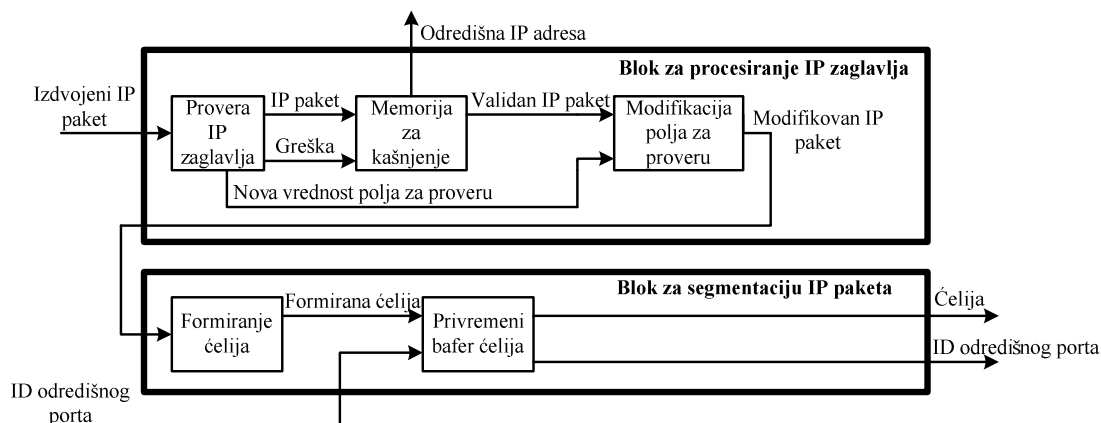 Odredišna IP adresa
Blok za procesiranje IP zaglavlja
Izdvojeni IP
paket
Provera
IP
zaglavlja
IP paket
Greška
Memorija
za
kašnjenje
Validan IP paket
Modifikacija
polja za
proveru
Modifikovan IP
paket
Nova vrednost polja za proveru
Blok za segmentaciju IP paketa
Formiranje
ćelija
Formirana ćelija
Privremeni
bafer ćelija
Ćelija
ID odredišnog porta
ID odredišnog
porta